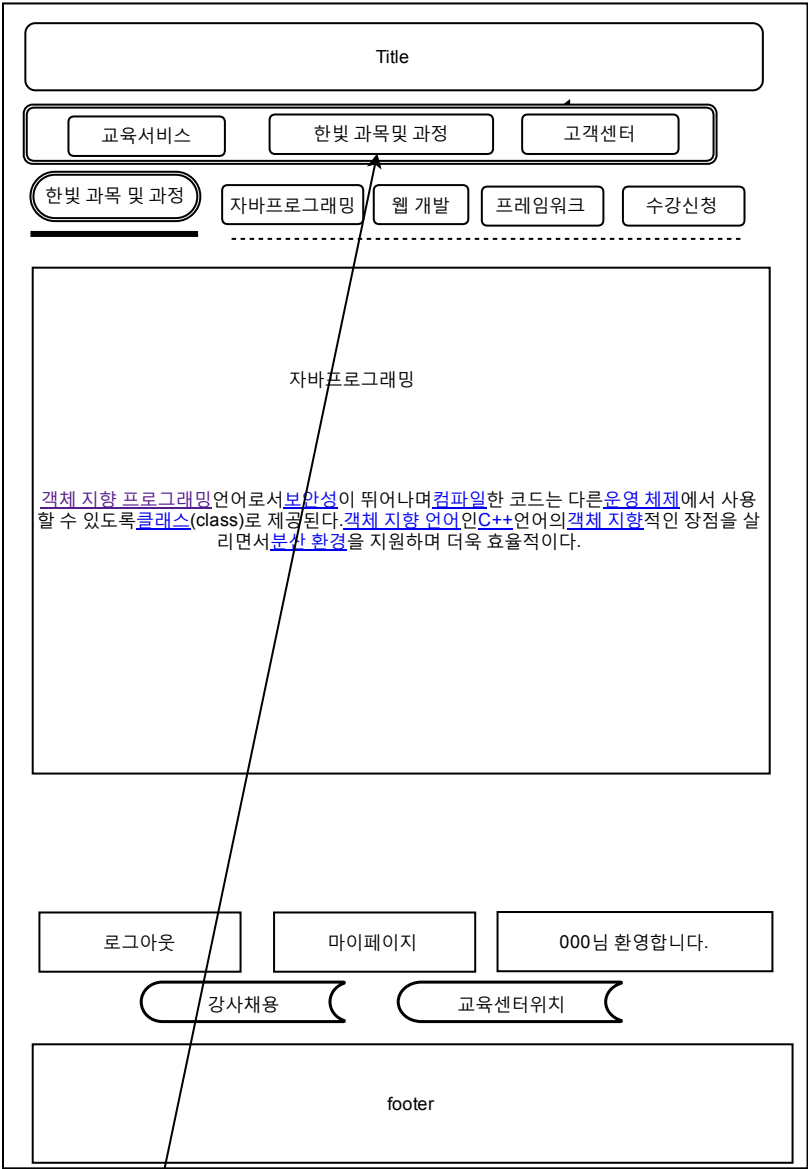 Title
교육서비스
한빛 과목및 과정
고객센터
한빛 과목 및 과정
자바프로그래밍
웹 개발
프레임워크
수강신청
자바프로그래밍
객체 지향 프로그래밍언어로서보안성이 뛰어나며컴파일한 코드는 다른운영 체제에서 사용
할 수 있도록클래스(class)로 제공된다.객체 지향 언어인C++언어의객체 지향적인 장점을 살
리면서분산 환경을 지원하며 더욱 효율적이다.
로그아웃
마이페이지
000님 환영합니다.
강사채용
교육센터위치
footer